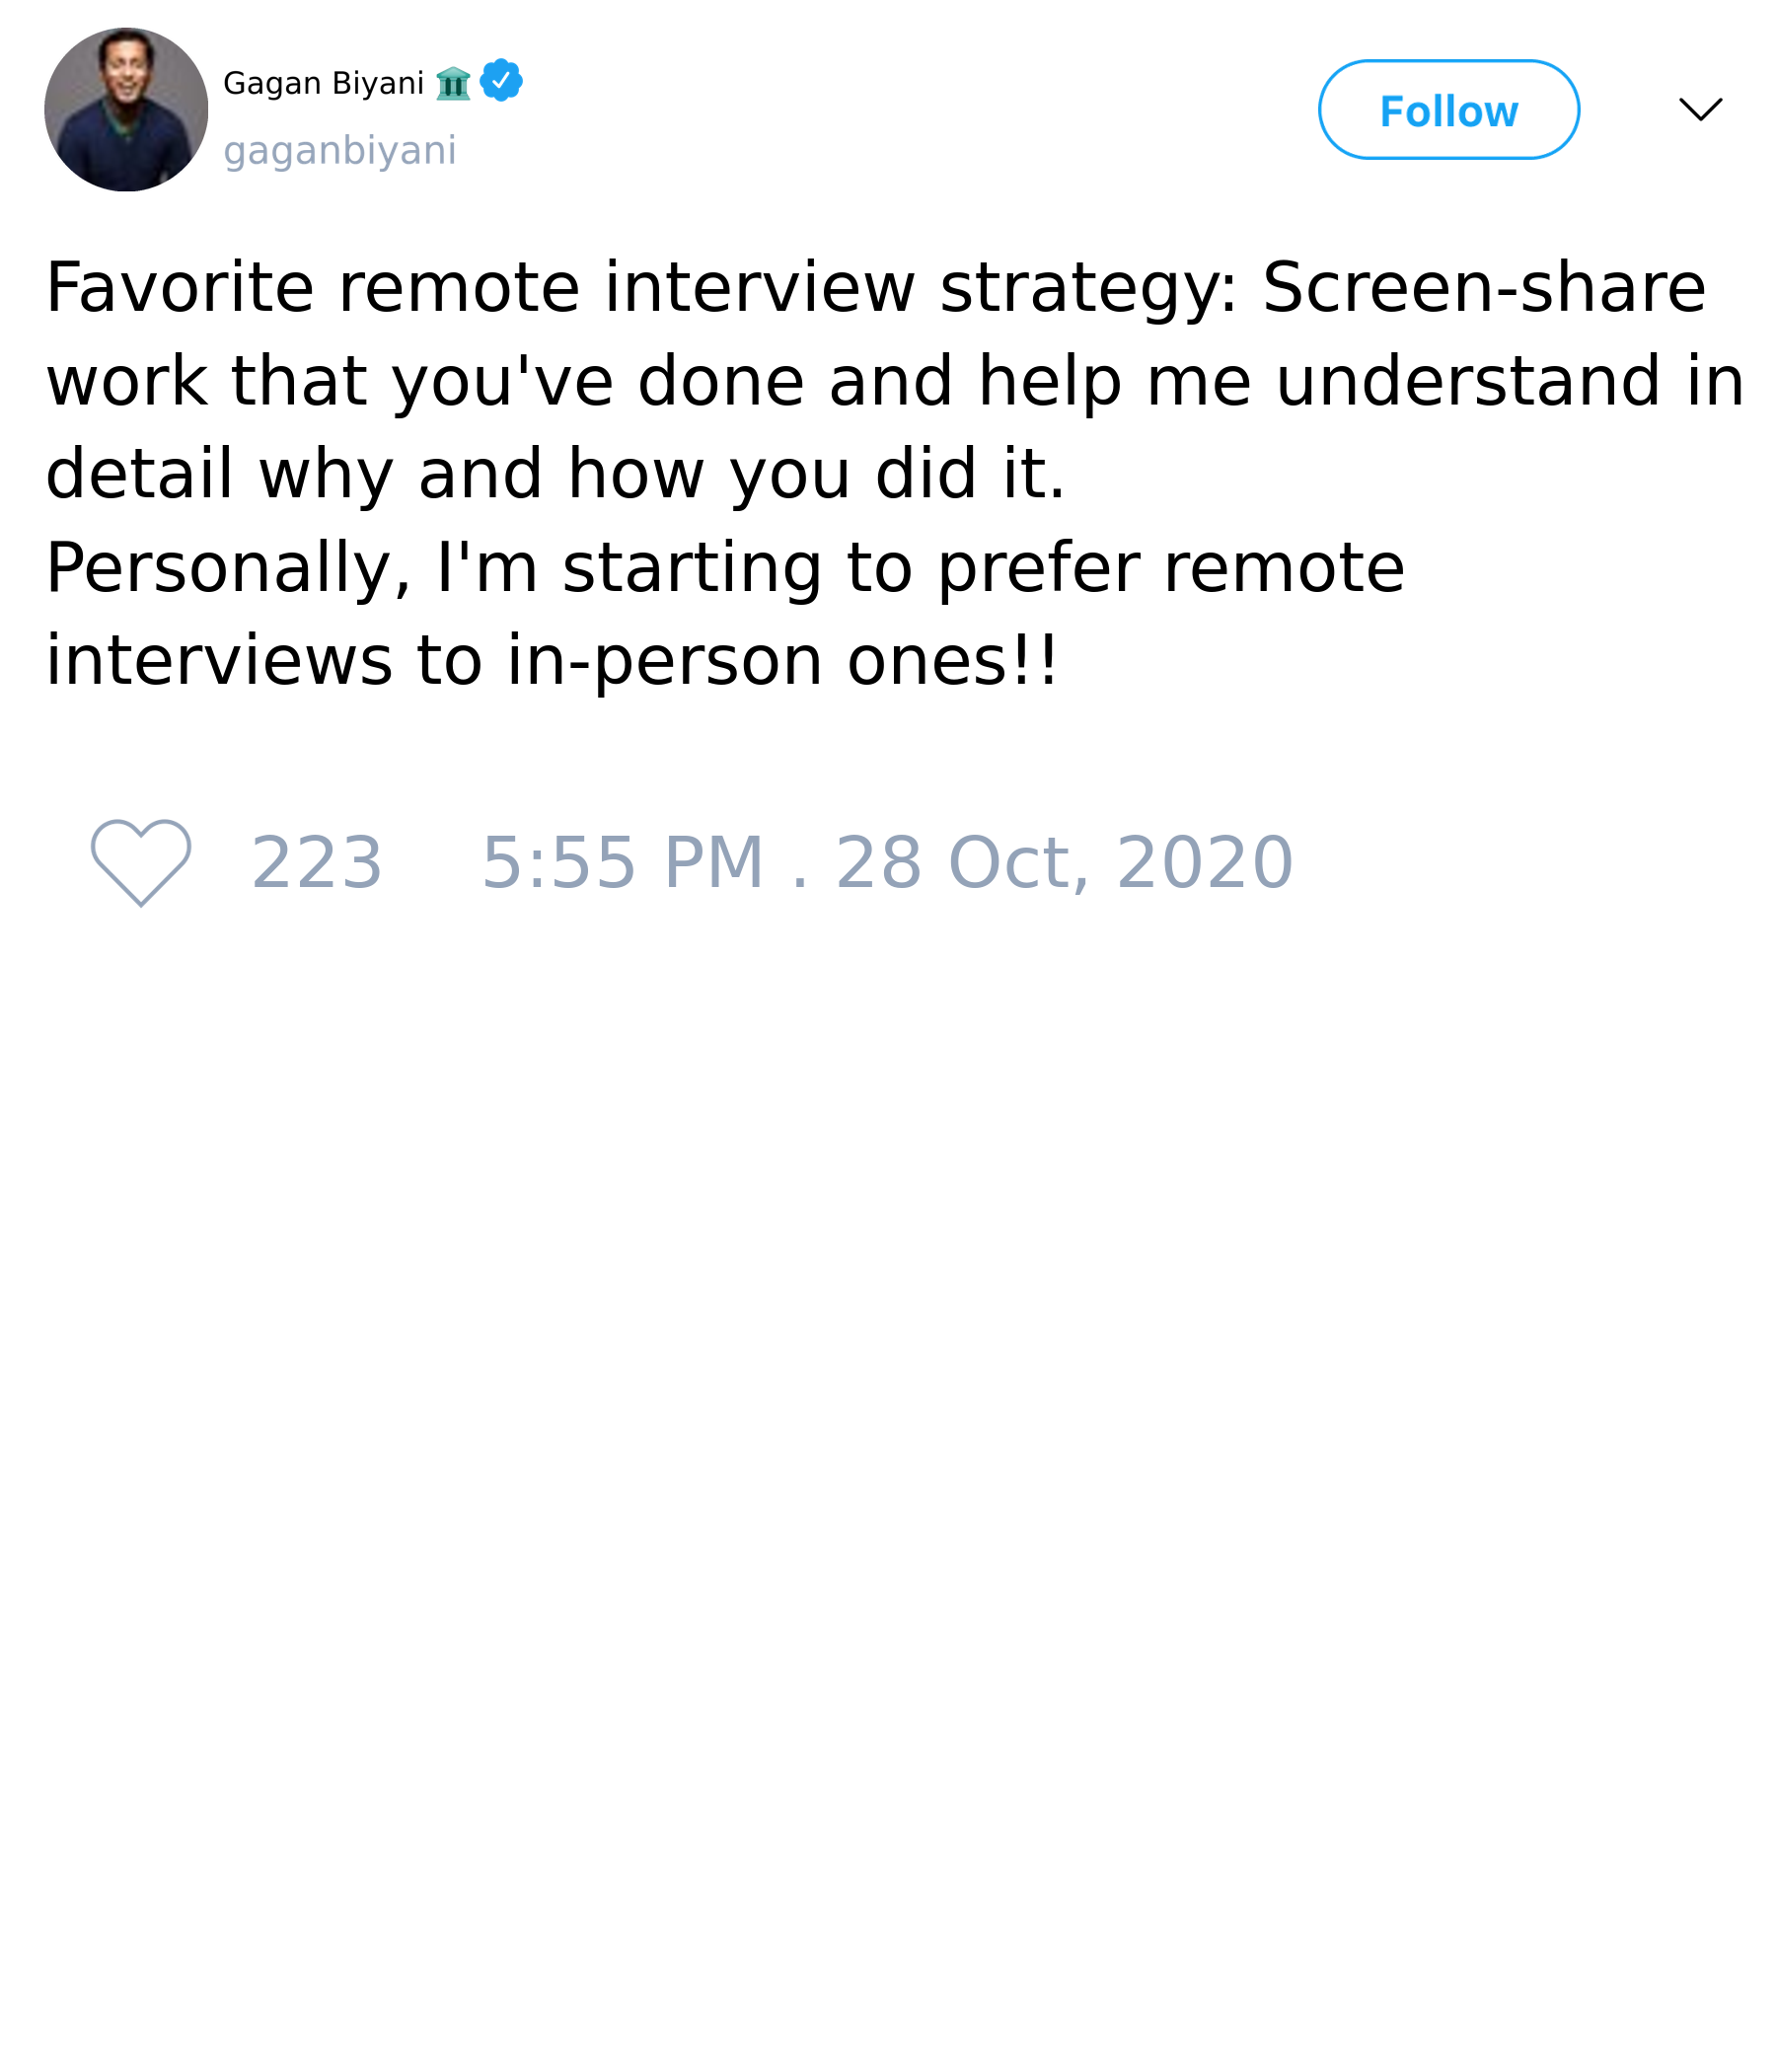 Gagan Biyani 🏛
gaganbiyani
Follow
Favorite remote interview strategy: Screen-share
work that you've done and help me understand in
detail why and how you did it.
Personally, I'm starting to prefer remote
interviews to in-person ones!!
223 5:55 PM . 28 Oct, 2020